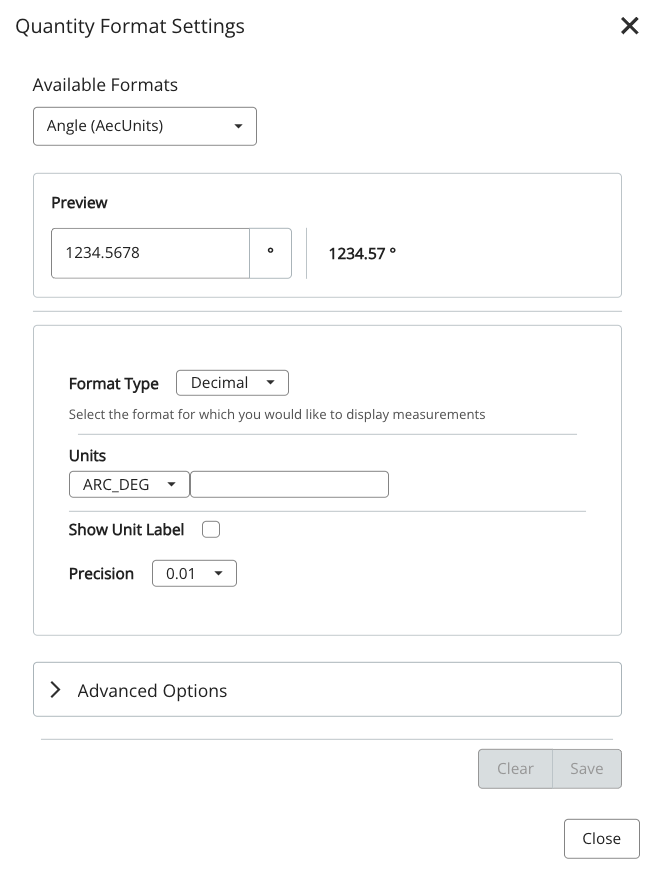 Quantity Format Settings
Available Formats
Angle (AecUnits)
Preview
1234.5678 ° 1234.57 °
Format Type Decimal
Select the format for which you would like to display measurements
Units
ARC_DEG
Show Unit Label
Precision 0.01
Advanced Options
Clear Save
Close